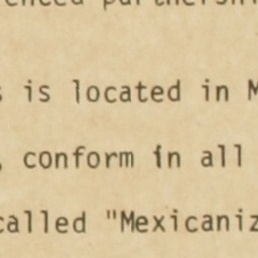 is located in
, conform in all
called "Mexicaniz